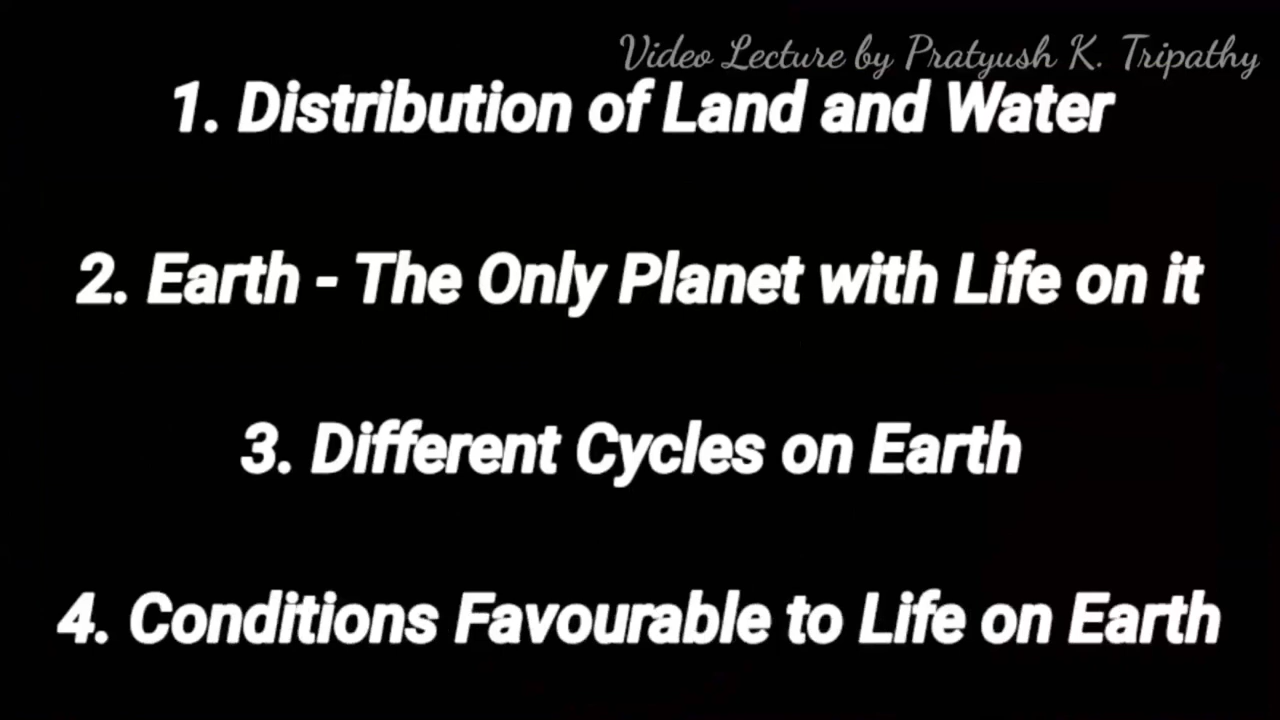 Video Lecture by Pratyush K. Tripathy
1. Distribution of Land and Water
2. Earth - The Only Planet with Life on it
3. Different Cycles on Earth
4. Conditions Favourable to Life on Earth